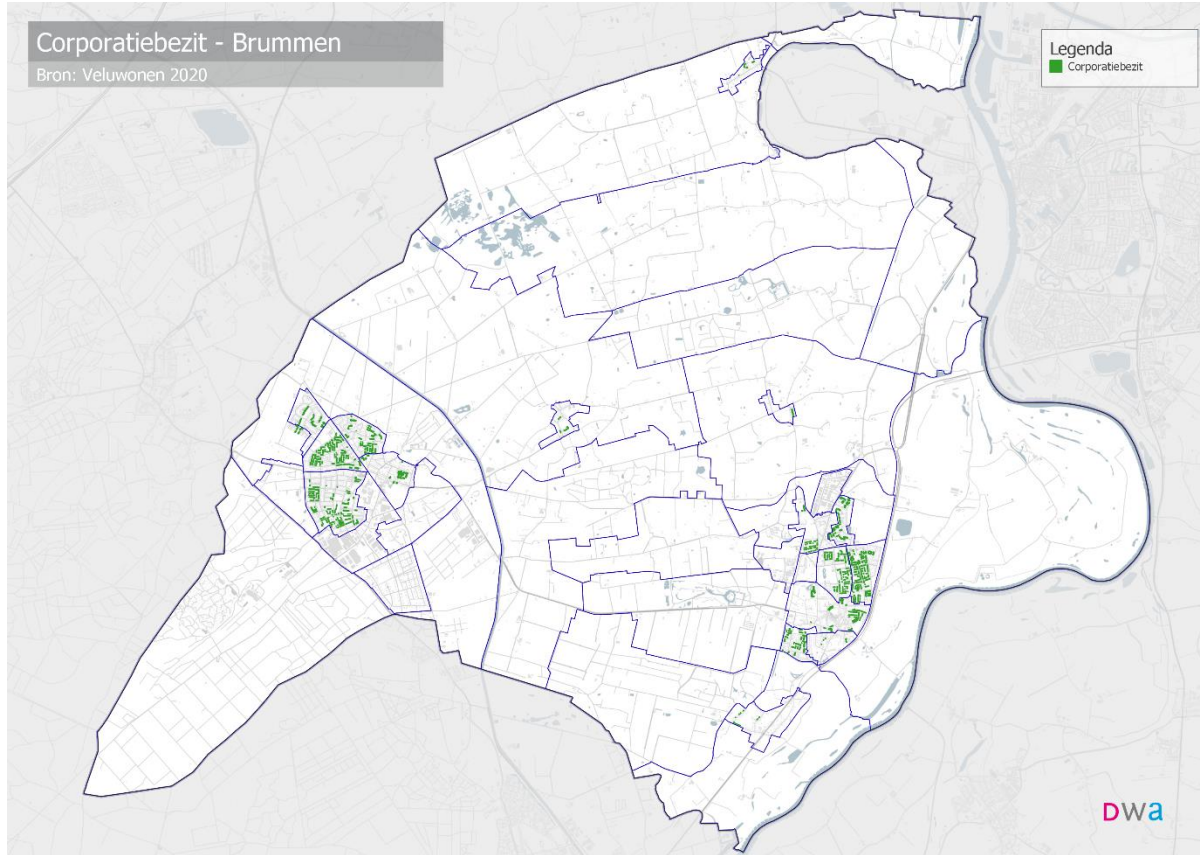 Corporatiebezit - Brummen
Bron: Veluwonen 2020
Legenda
Corporatiebezit
DWa